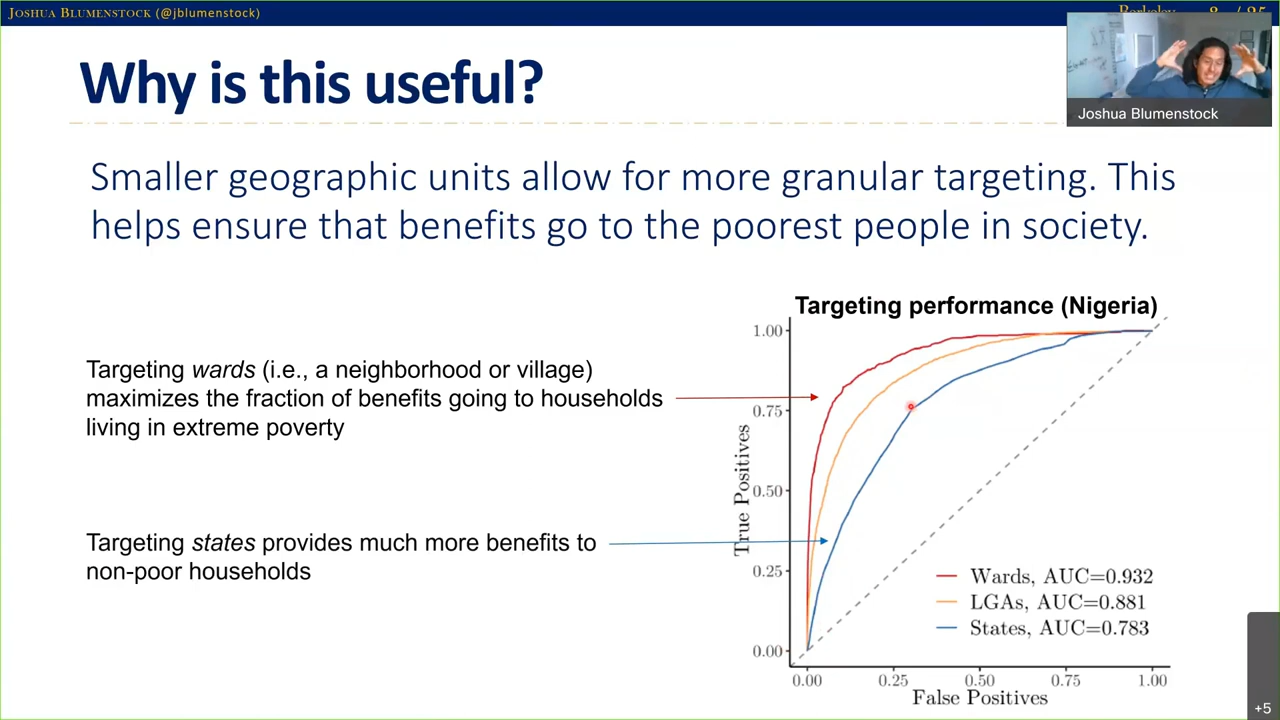 JOSHUA BLUMENSTOCK (@jblumenstock)
Why is this useful?
Joshua Blumenstock
Smaller geographic units allow for more granular targeting. This
helps ensure that benefits go to the poorest people in society.
Targeting wards (i.e., a neighborhood or village)
maximizes the fraction of benefits going to households
living in extreme poverty
Targeting states provides much more benefits to
non-poor households
Targeting performance (Nigeria)
1.00
0.75
0.50
0.25
0.00
True Positives
Wards, AUC=0.932
LGAs, AUC=0.881
States, AUC=0.783
0.00 0.25 0.50 0.75 1.00
False Positives
+5